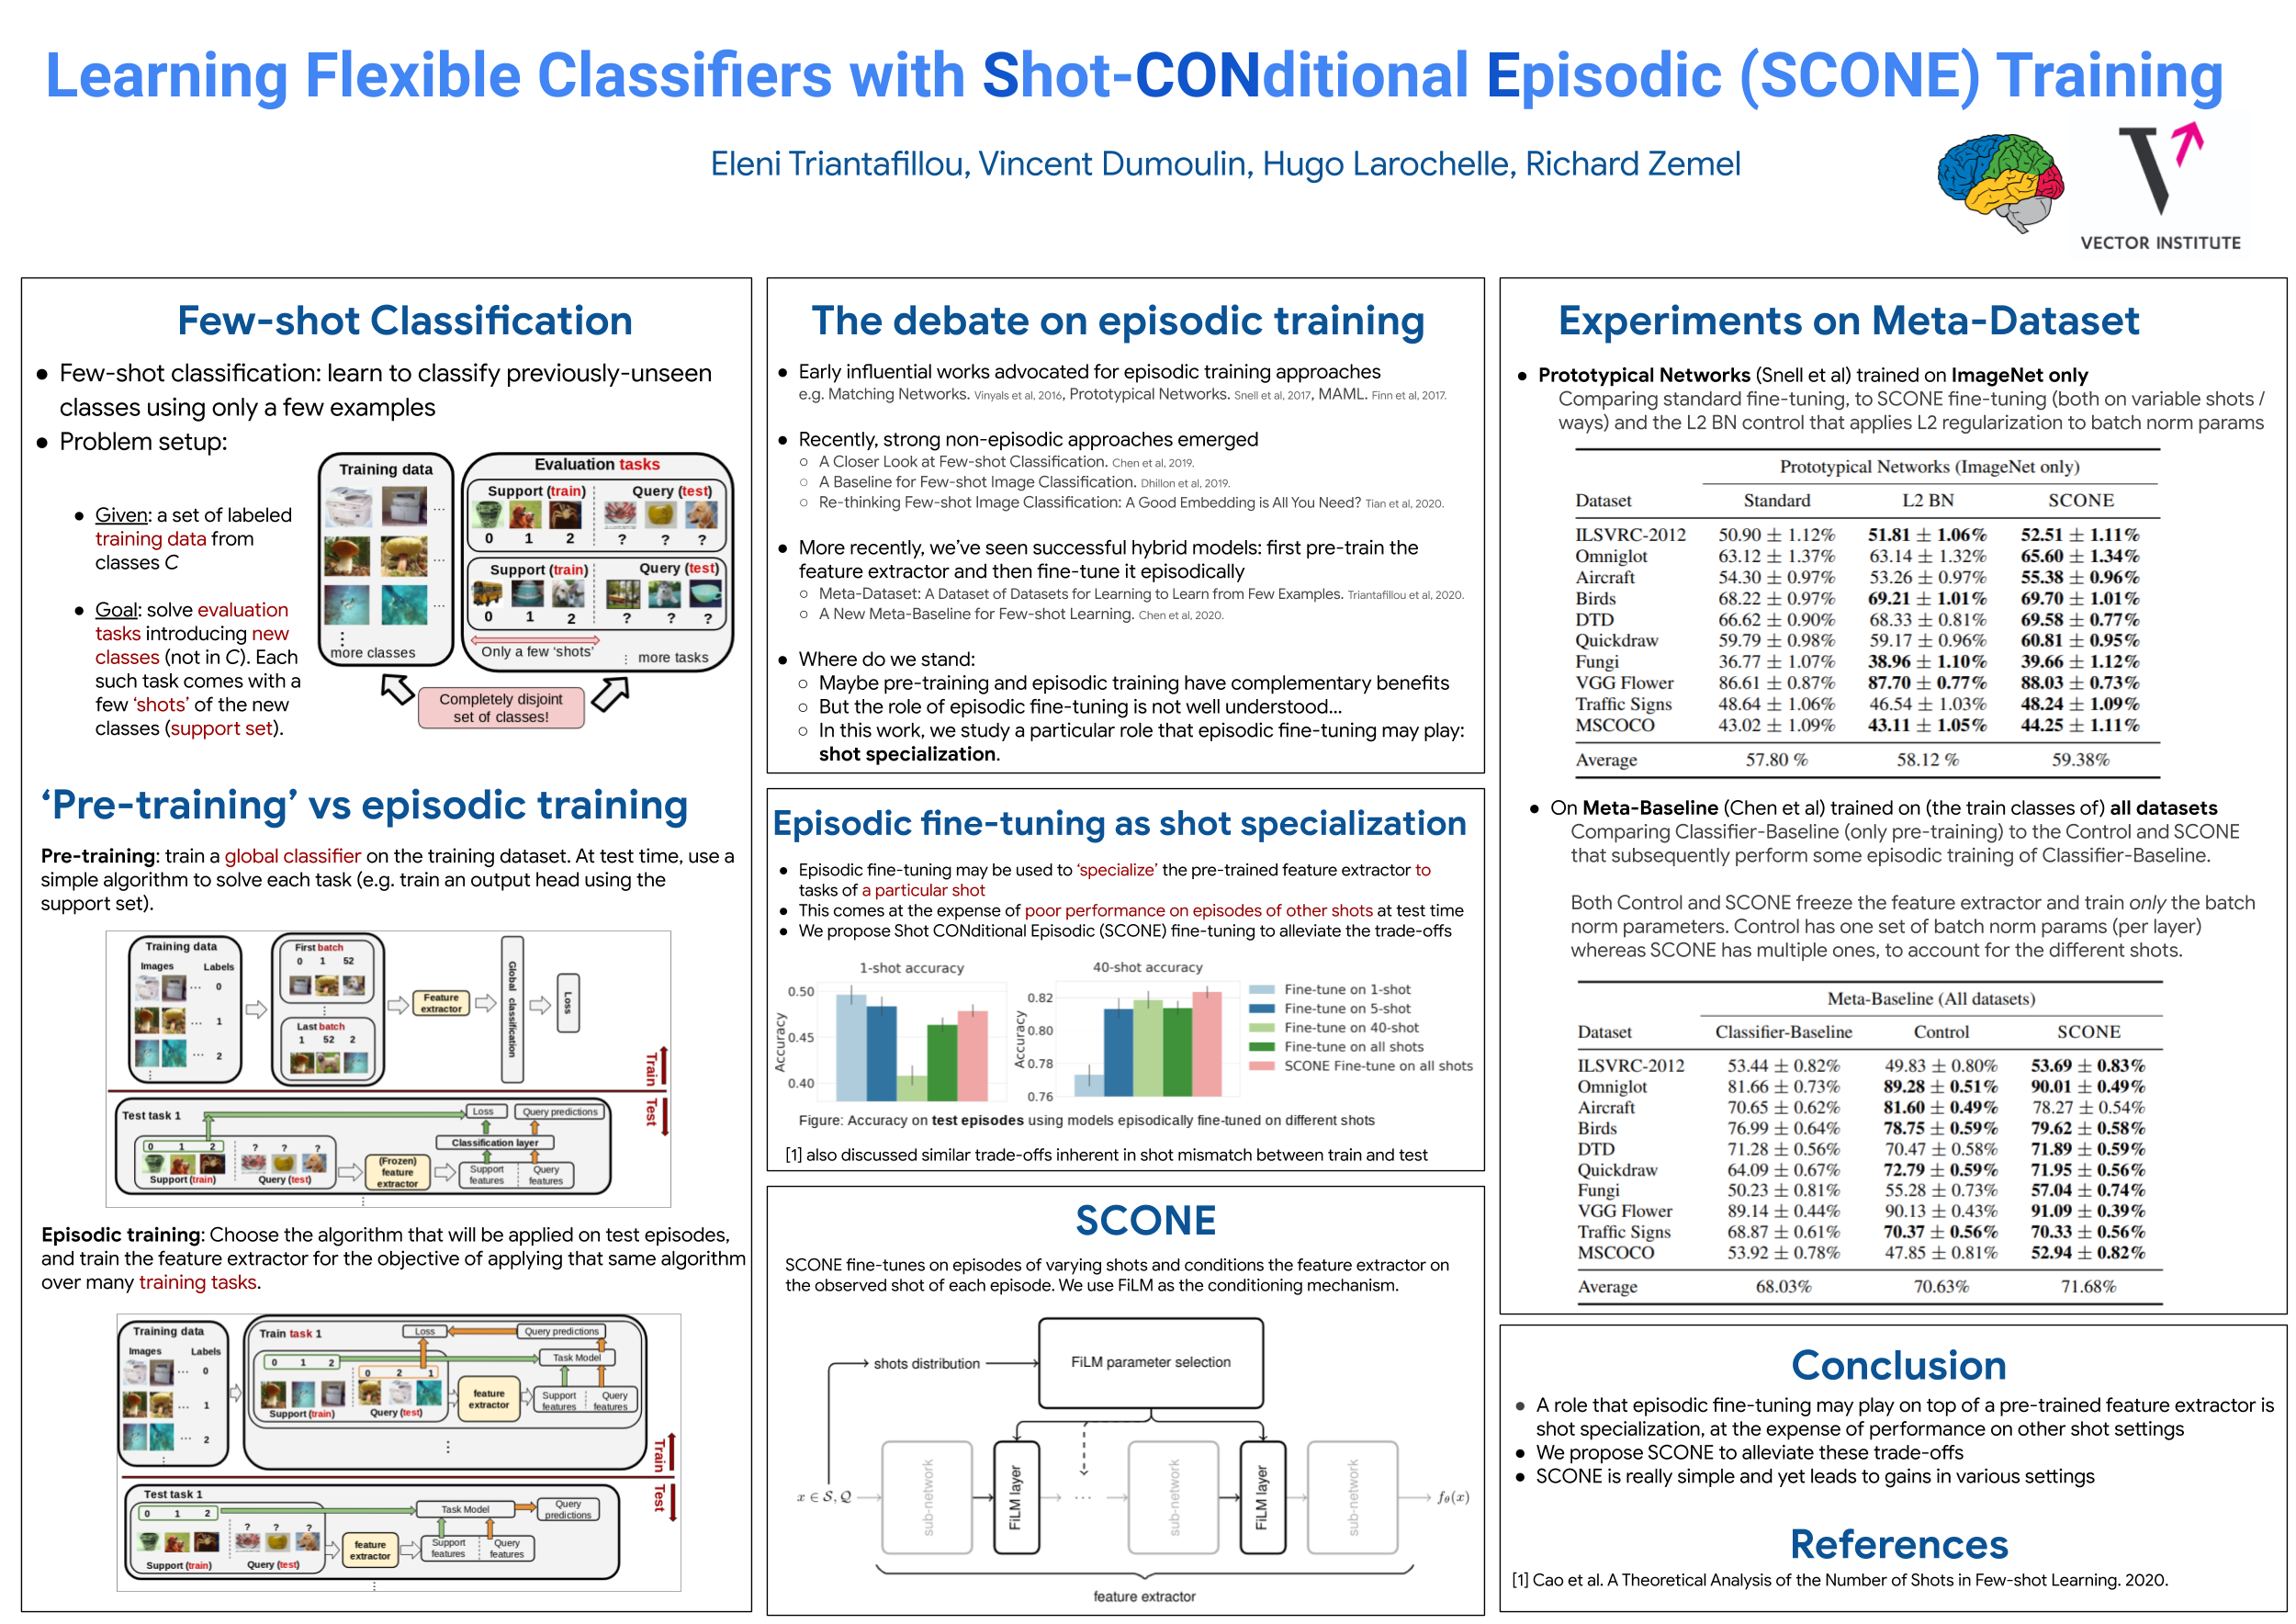 Learning Flexible Classifiers with Shot-CONditional Episodic (SCONE) Training
Eleni Triantafillou, Vincent Dumoulin, Hugo Larochelle, Richard Zemel
VECTOR INSTITUTE
Few-shot Classification
● Few-shot classification: learn to classify previously-unseen
classes using only a few examples
● Problem setup:
● Given: a set of labeled
training data from
classes C
● Goal: solve evaluation
tasks introducing new
classes (not in C). Each
such task comes with a
few ‘shots’ of the new
classes (support set).
Training data
...
...
...
more classes
Evaluation tasks
Support (train) Query (test)
0 1 2 ? ? ?
Support (train) Query (test)
0 1 2 ? ? ?
Only a few ‘shots’
more tasks
Completely disjoint
set of classes!
‘Pre-training’ vs episodic training
Pre-training: train a global classifier on the training dataset. At test time, use a
simple algorithm to solve each task (e.g. train an output head using the
support set).
Training data
Images Labels
... 0
... 1
... 2
First batch
0 1 52
Last batch
1 52 2
Feature
extractor
Global classification
Loss
Train
Test
Test task 1
0 1 2 ? ? ?
Support (train) Query (test)
(Frozen)
feature
extractor
Loss
Query predictions
Classification layer
Support
features
Query
features
Episodic training: Choose the algorithm that will be applied on test episodes,
and train the feature extractor for the objective of applying that same algorithm
over many training tasks.
Training data
Images Labels
... 0
... 1
... 2
Train task 1
0 1 2
0 2 1
Support (train) Query (test)
feature
extractor
Loss
Query predictions
Task Model
Support
features
Query
features
Train
Test
Test task 1
0 1 2
? ? ?
Support (train) Query (test)
feature
extractor
Task Model
Query
predictions
Support
features
Query
features
The debate on episodic training
● Early influential works advocated for episodic training approaches
e.g. Matching Networks. Vinyals et al, 2016, Prototypical Networks. Snell et al, 2017, MAML. Finn et al, 2017.
● Recently, strong non-episodic approaches emerged
○ A Closer Look at Few-shot Classification. Chen et al, 2019.
○ A Baseline for Few-shot Image Classification. Dhillon et al, 2019.
○ Re-thinking Few-shot Image Classification: A Good Embedding is All You Need? Tian et al, 2020.
● More recently, we’ve seen successful hybrid models: first pre-train the
feature extractor and then fine-tune it episodically
○ Meta-Dataset: A Dataset of Datasets for Learning to Learn from Few Examples. Triantafillou et al, 2020.
○ A New Meta-Baseline for Few-shot Learning. Chen et al, 2020.
● Where do we stand:
○ Maybe pre-training and episodic training have complementary benefits
○ But the role of episodic fine-tuning is not well understood...
○ In this work, we study a particular role that episodic fine-tuning may play:
shot specialization.
Episodic fine-tuning as shot specialization
● Episodic fine-tuning may be used to ‘specialize’ the pre-trained feature extractor to
tasks of a particular shot
● This comes at the expense of poor performance on episodes of other shots at test time
● We propose Shot CONditional Episodic (SCONE) fine-tuning to alleviate the trade-offs
1-shot accuracy
Accuracy
0.50
0.45
0.40
40-shot accuracy
Accuracy
0.82
0.80
0.78
0.76
Fine-tune on 1-shot
Fine-tune on 5-shot
Fine-tune on 40-shot
Fine-tune on all shots
SCONE Fine-tune on all shots
Figure: Accuracy on test episodes using models episodically fine-tuned on different shots
[1] also discussed similar trade-offs inherent in shot mismatch between train and test
SCONE
SCONE fine-tunes on episodes of varying shots and conditions the feature extractor on
the observed shot of each episode. We use FiLM as the conditioning mechanism.
shots distribution
FiLM parameter selection
x ∈ S, Q
sub-network
FiLM layer
...
sub-network
FiLM layer
sub-network
fθ(x)
feature extractor
Experiments on Meta-Dataset
● Prototypical Networks (Snell et al) trained on ImageNet only
Comparing standard fine-tuning, to SCONE fine-tuning (both on variable shots /
ways) and the L2 BN control that applies L2 regularization to batch norm params
Prototypical Networks (ImageNet only)
Dataset Standard L2 BN SCONE
ILSVRC-2012 50.90 ± 1.12% 51.81 ± 1.06% 52.51 ± 1.11%
Omniglot 63.12 ± 1.37% 63.14 ± 1.32% 65.60 ± 1.34%
Aircraft 54.30 ± 0.97% 53.26 ± 0.97% 55.38 ± 0.96%
Birds 68.22 ± 0.97% 69.21 ± 1.01% 69.70 ± 1.01%
DTD 66.62 ± 0.90% 68.33 ± 0.81% 69.58 ± 0.77%
Quickdraw 59.79 ± 0.98% 59.17 ± 0.96% 60.81 ± 0.95%
Fungi 36.77 ± 1.07% 38.96 ± 1.10% 39.66 ± 1.12%
VGG Flower 86.61 ± 0.87% 87.70 ± 0.77% 88.03 ± 0.73%
Traffic Signs 48.64 ± 1.06% 46.54 ± 1.03% 48.24 ± 1.09%
MSCOCO 43.02 ± 1.09% 43.11 ± 1.05% 44.25 ± 1.11%
Average 57.80 % 58.12 % 59.38%
● On Meta-Baseline (Chen et al) trained on (the train classes of) all datasets
Comparing Classifier-Baseline (only pre-training) to the Control and SCONE
that subsequently perform some episodic training of Classifier-Baseline.
Both Control and SCONE freeze the feature extractor and train only the batch
norm parameters. Control has one set of batch norm params (per layer)
whereas SCONE has multiple ones, to account for the different shots.
Meta-Baseline (All datasets)
Dataset Classifier-Baseline Control SCONE
ILSVRC-2012 53.44 ± 0.82% 49.83 ± 0.80% 53.69 ± 0.83%
Omniglot 81.66 ± 0.73% 89.28 ± 0.51% 90.01 ± 0.49%
Aircraft 70.65 ± 0.62% 81.60 ± 0.49% 78.27 ± 0.54%
Birds 76.99 ± 0.64% 78.75 ± 0.59% 79.62 ± 0.58%
DTD 71.28 ± 0.56% 70.47 ± 0.58% 71.89 ± 0.59%
Quickdraw 64.09 ± 0.67% 72.79 ± 0.59% 71.95 ± 0.56%
Fungi 50.23 ± 0.81% 55.28 ± 0.73% 57.04 ± 0.74%
VGG Flower 89.14 ± 0.44% 90.13 ± 0.43% 91.09 ± 0.39%
Traffic Signs 68.87 ± 0.61% 70.37 ± 0.56% 70.33 ± 0.56%
MSCOCO 53.92 ± 0.78% 47.85 ± 0.81% 52.94 ± 0.82%
Average 68.03% 70.63% 71.68%
Conclusion
● A role that episodic fine-tuning may play on top of a pre-trained feature extractor is
shot specialization, at the expense of performance on other shot settings
● We propose SCONE to alleviate these trade-offs
● SCONE is really simple and yet leads to gains in various settings
References
[1] Cao et al. A Theoretical Analysis of the Number of Shots in Few-shot Learning. 2020.